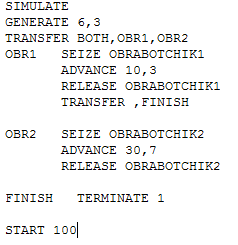 SIMULATE
GENERATE 6,3
TRANSFER BOTH,OBR1,OBR2
OBR1 SEIZE OBRABOTCHIK1
ADVANCE 10,3
RELEASE OBRABOTCHIK1
TRANSFER ,FINISH
OBR2 SEIZE OBRABOTCHIK2
ADVANCE 30,7
RELEASE OBRABOTCHIK2
FINISH TERMINATE 1
START 100